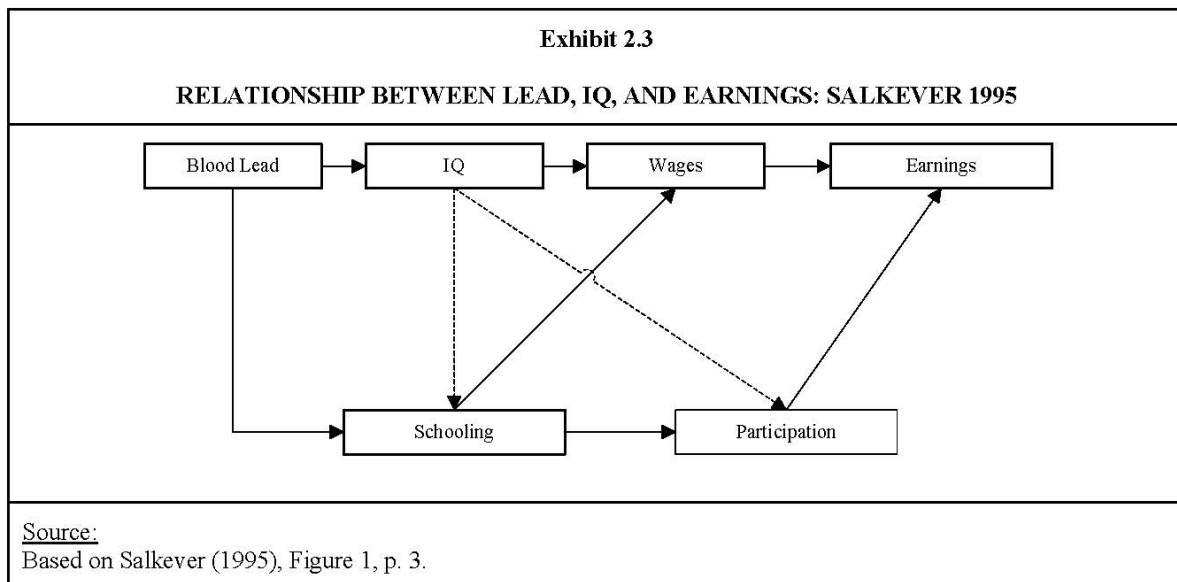 Exhibit 2.3
RELATIONSHIP BETWEEN LEAD, IQ, AND EARNINGS: SALKEVER 1995
Blood Lead
IQ
Wages
Earnings
Schooling
Participation
Source:
Based on Salkever (1995), Figure 1, p. 3.